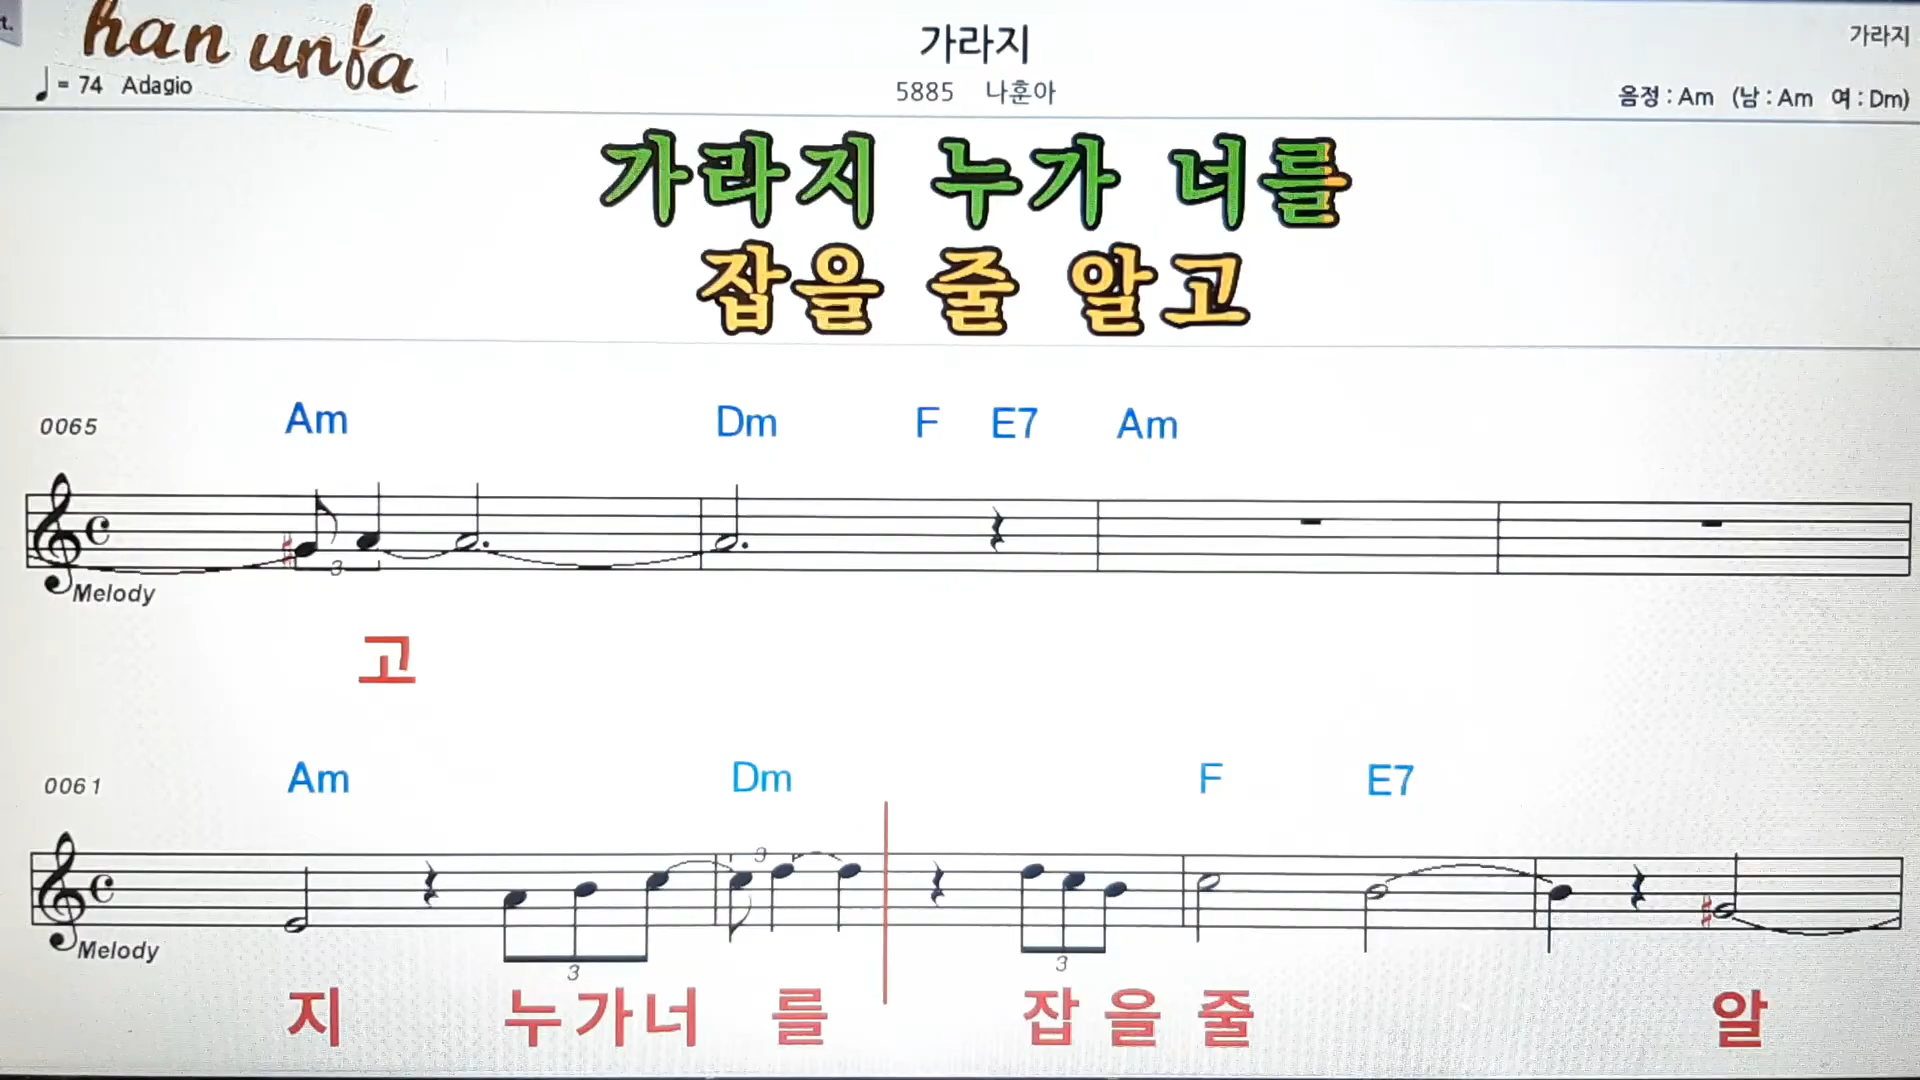 t.
han unfa
가라지
가라지
♩= 74 Adagio
5885 나훈아
음정 : Am (남 : Am 여 : Dm)
가라지 누가 너를
잡을 줄 알고
0065 Am Dm F E7 Am
3
Melody
고
0061 Am Dm F E7
3
3 3
Melody
지 누가너 를 잡 을 줄 알